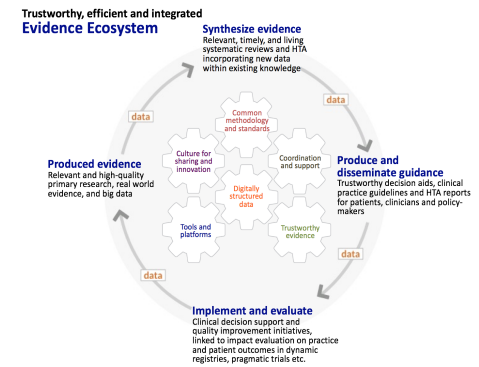 Trustworthy, efficient and integrated
Evidence Ecosystem
Synthesize evidence
Relevant, timely, and living
systematic reviews and HTA
incorporating new data
within existing knowledge
data
data
Common
methodology
and standards
Culture for
sharing and
innovation
Coordination
and support
Digitally
structured
data
Tools and
platforms
Trustworthy
evidence
Produced evidence
Relevant and high-quality
primary research, real world
evidence, and big data
Produce and
disseminate guidance
Trustworthy decision aids, clinical
practice guidelines and HTA reports
for patients, clinicians and policy-
makers
data
data
Implement and evaluate
Clinical decision support and
quality improvement initiatives,
linked to impact evaluation on practice
and patient outcomes in dynamic
registries, pragmatic trials etc.